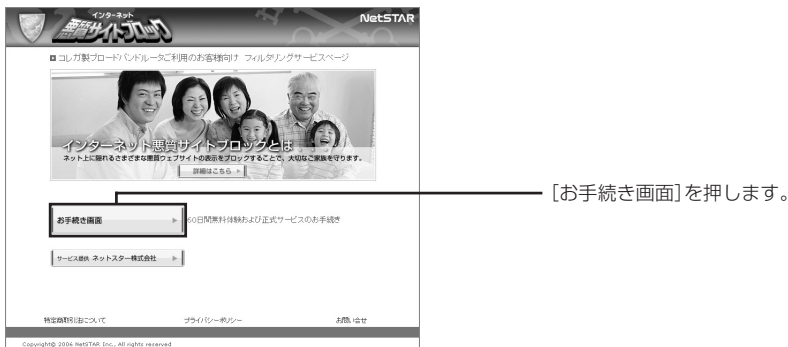 インターネット
悪質サイトブロック
NetSTAR
コレガ製ブロードバンドルータご利用のお客様向け フィルタリングサービスページ
インターネット悪質サイトブロックとは
ネット上に隠れるさまざまな悪質ウェブサイトの表示をブロックすることで、大切なご家族を守ります。
詳細はこちら
お手続き画面
60日間無料体験および正式サービスのお手続き
[お手続き画面]を押します。
サービス提供 ネットスター株式会社
特定商取引法について
プライバシーポリシー
お問い合せ
Copyright© 2006 NetSTAR Inc., All rights reserved